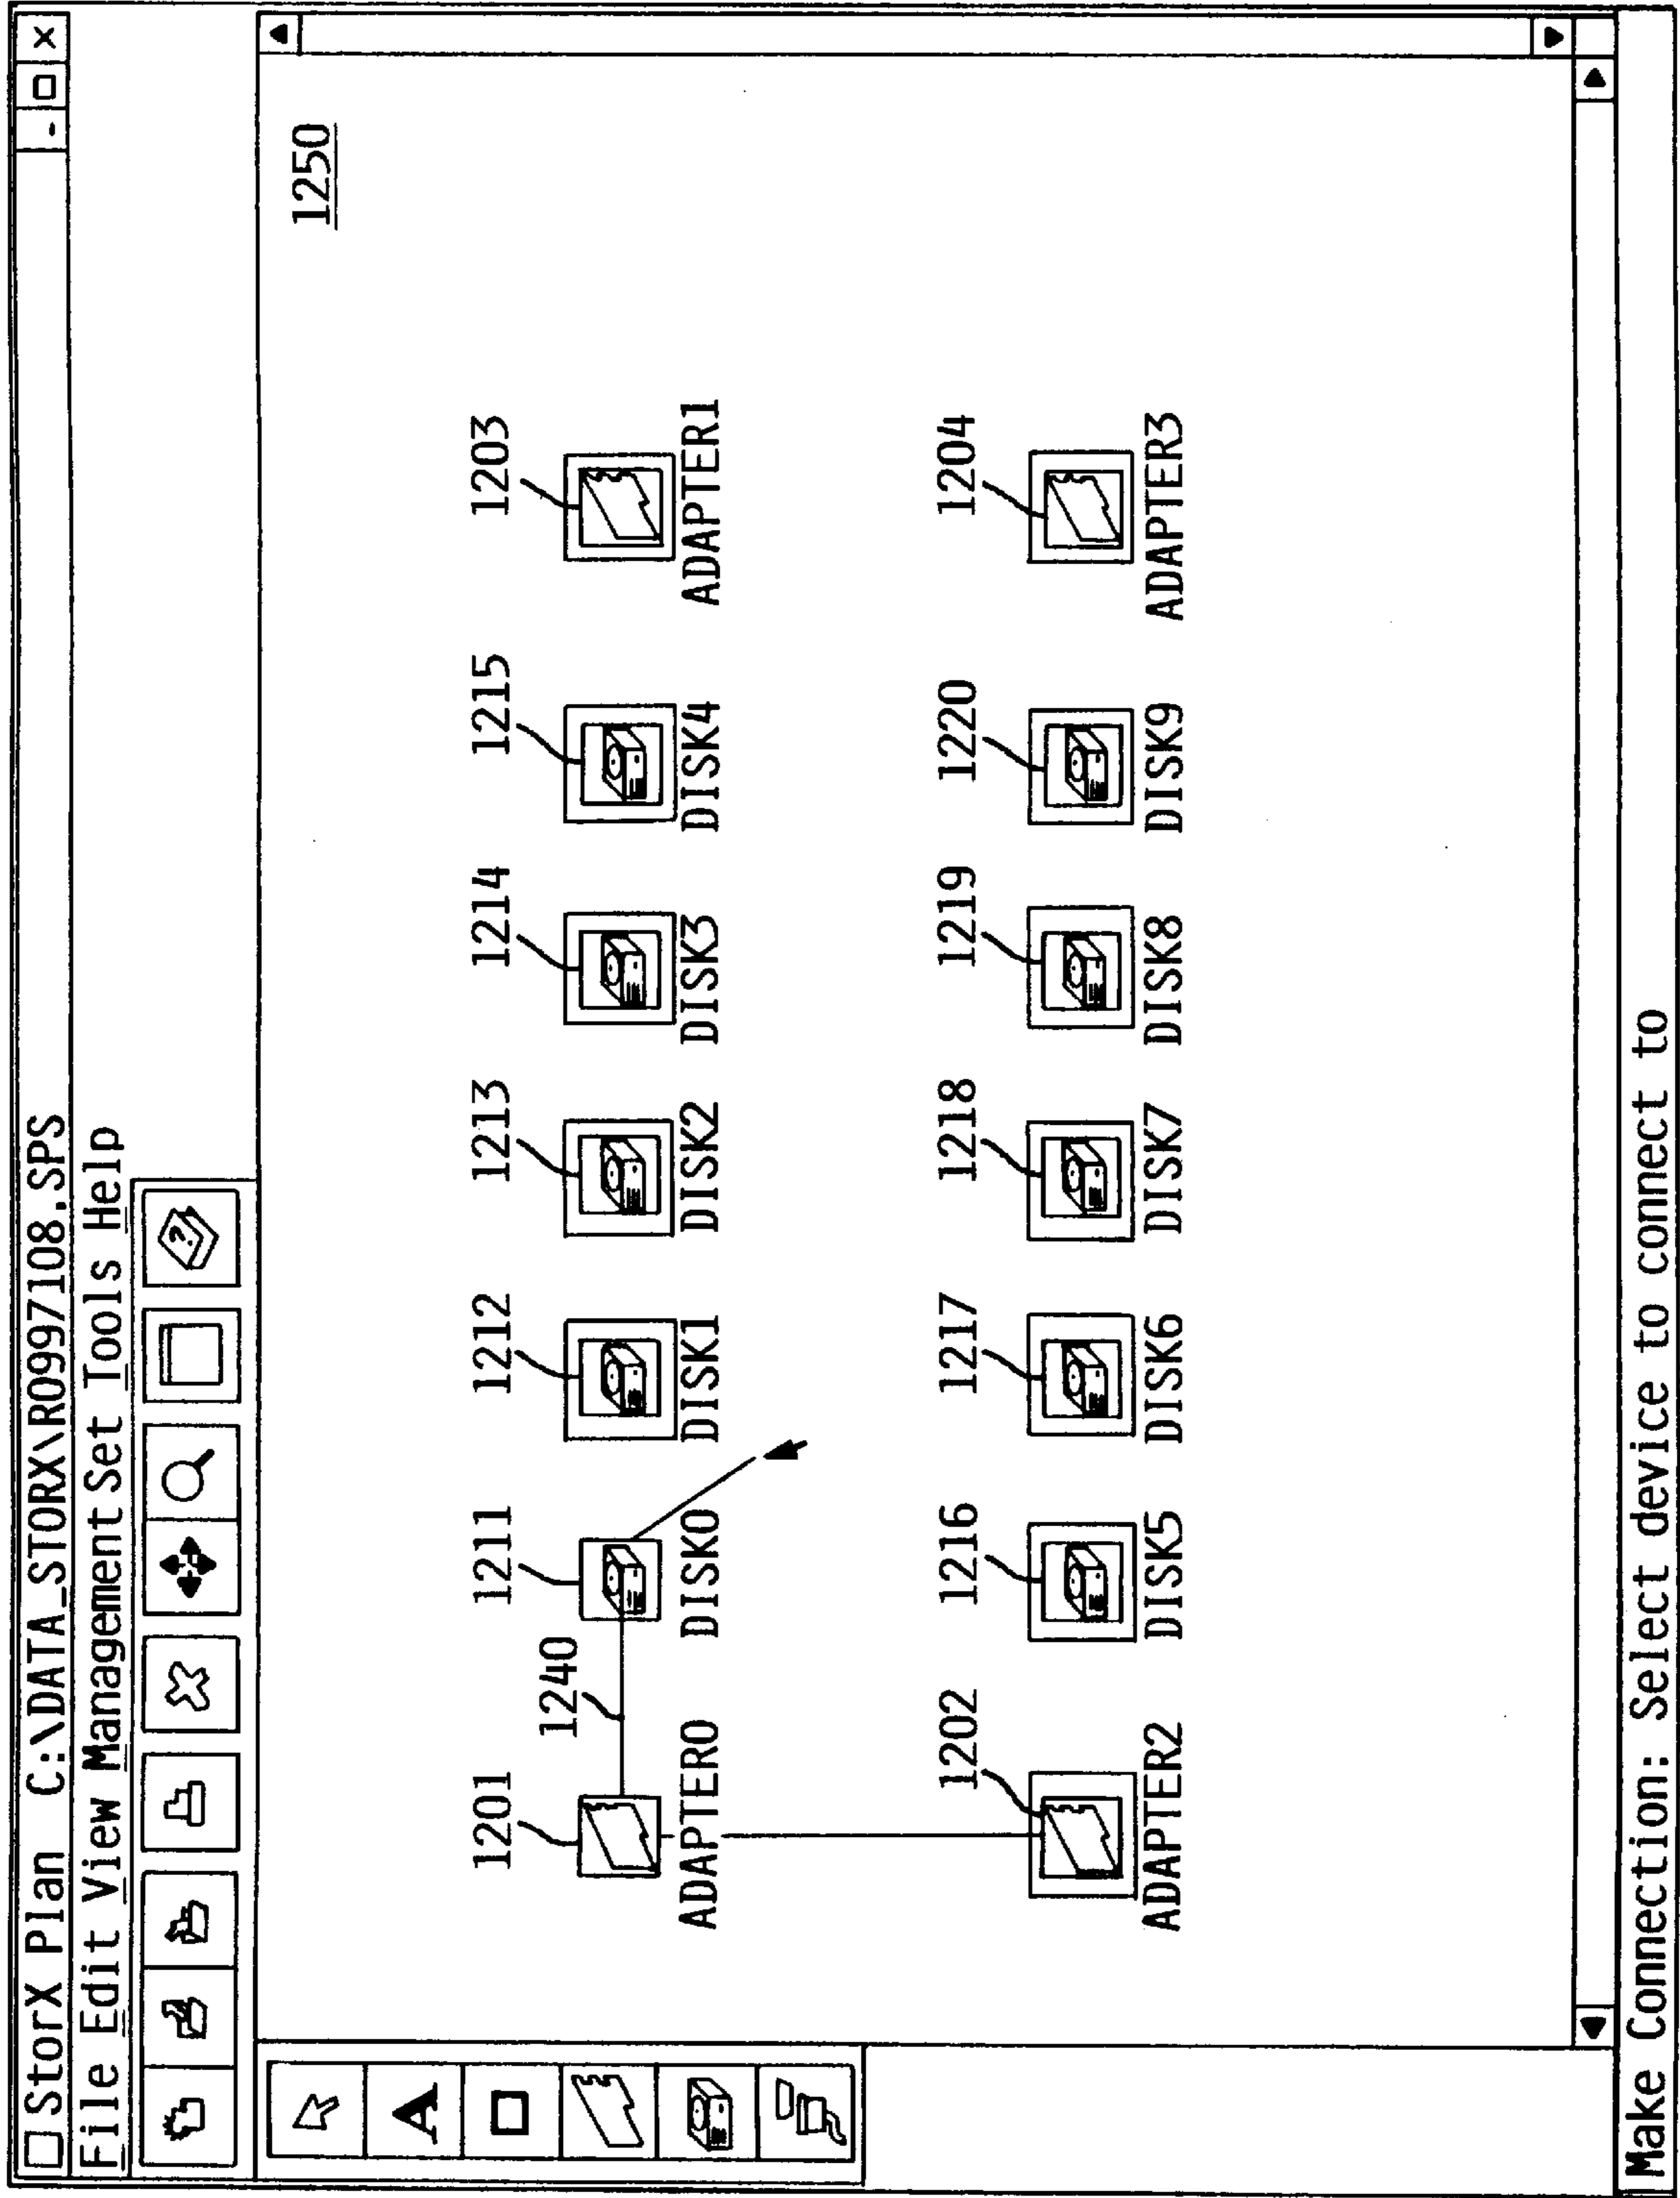 StorX Plan C:\DATA_STORX\RO997108.SPS
- x
File Edit View Management Set Tools Help
?
A
1250
1201
1240
1211
1212
1213
1214
1215
1203
ADAPTER0
DISK0
DISK1
DISK2
DISK3
DISK4
ADAPTER1
1202
1216
1217
1218
1219
1220
1204
ADAPTER2
DISK5
DISK6
DISK7
DISK8
DISK9
ADAPTER3
Make Connection: Select device to connect to